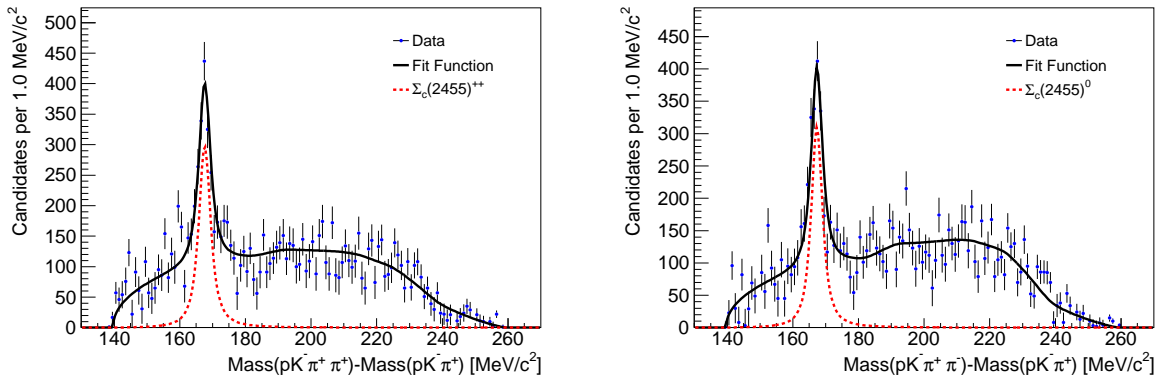 Candidates per 1.0 MeV/c²
500
450
400
350
300
250
200
150
100
50
0
Data
Fit Function
Σc(2455)⁺⁺
140 160 180 200 220 240 260
Mass(pK⁻π⁺ π⁺)-Mass(pK⁻π⁺) [MeV/c²]
Candidates per 1.0 MeV/c²
450
400
350
300
250
200
150
100
50
0
Data
Fit Function
Σc(2455)⁰
140 160 180 200 220 240 260
Mass(pK⁻π⁺ π⁻)-Mass(pK⁻π⁺) [MeV/c²]